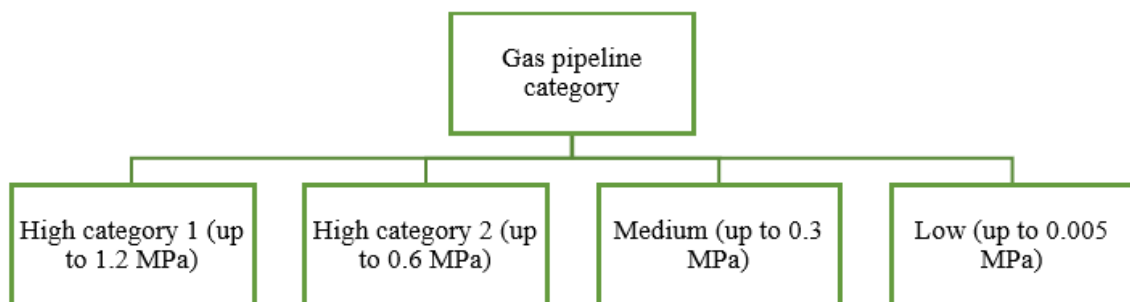 Gas pipeline
category
High category 1 (up
to 1.2 MPa)
High category 2 (up
to 0.6 MPa)
Medium (up to 0.3
MPa)
Low (up to 0.005
MPa)